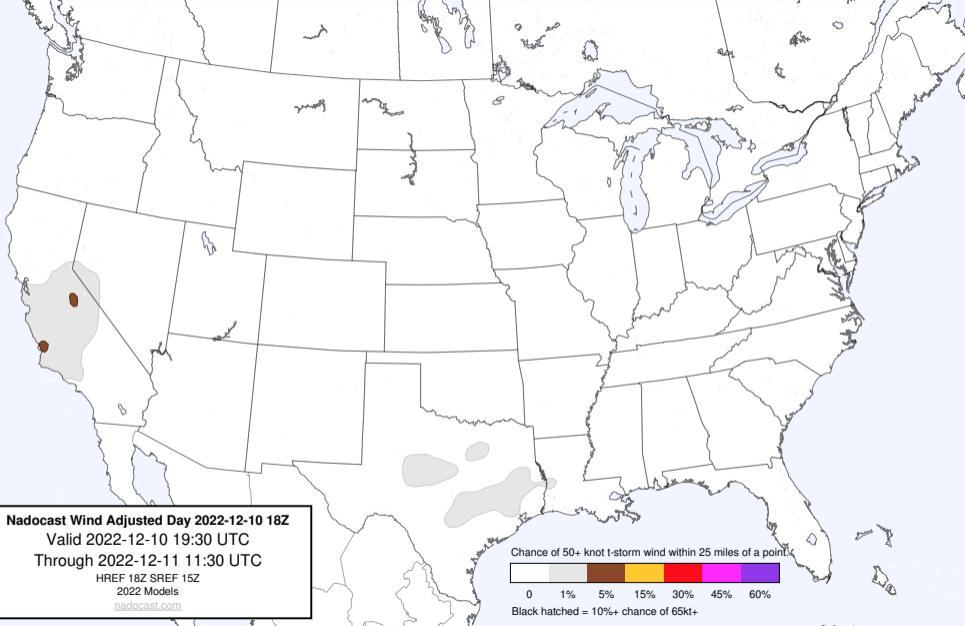 Nadocast Wind Adjusted Day 2022-12-10 18Z
Valid 2022-12-10 19:30 UTC
Through 2022-12-11 11:30 UTC
HREF 18Z SREF 15Z
2022 Models
nadocast.com
Chance of 50+ knot t-storm wind within 25 miles of a point.
0 1% 5% 15% 30% 45% 60%
Black hatched = 10%+ chance of 65kt+